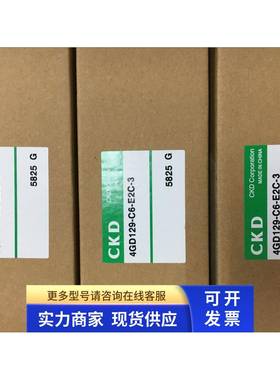 5825 G
CKD
4GD129-C6-E2C-3
5825 G
CKD
CKD Corporation
MADE IN CHINA
4GD129-C6-E2C-3
更多型号请咨询在线客服
实力商家 现货供应
可开
发票